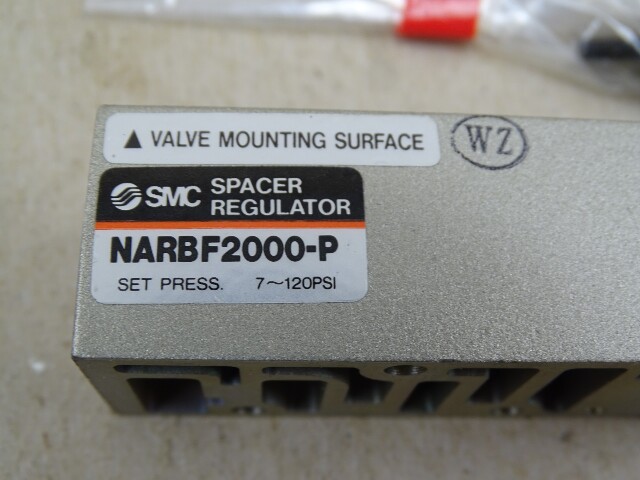 ▲ VALVE MOUNTING SURFACE
WZ
SMC SPACER
REGULATOR
NARBF2000-P
SET PRESS. 7~120PSI